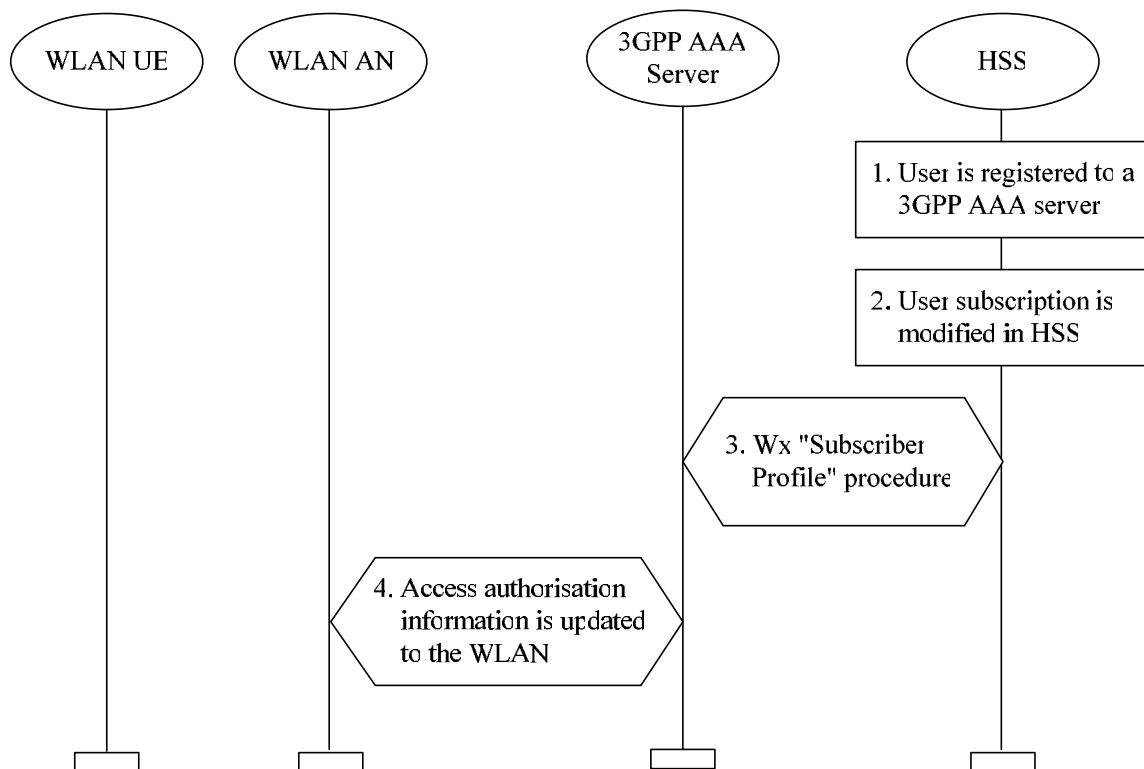 WLAN UE
WLAN AN
3GPP AAA
Server
HSS
1. User is registered to a
3GPP AAA server
2. User subscription is
modified in HSS
3. Wx "Subscriber
Profile" procedure
4. Access authorisation
information is updated
to the WLAN